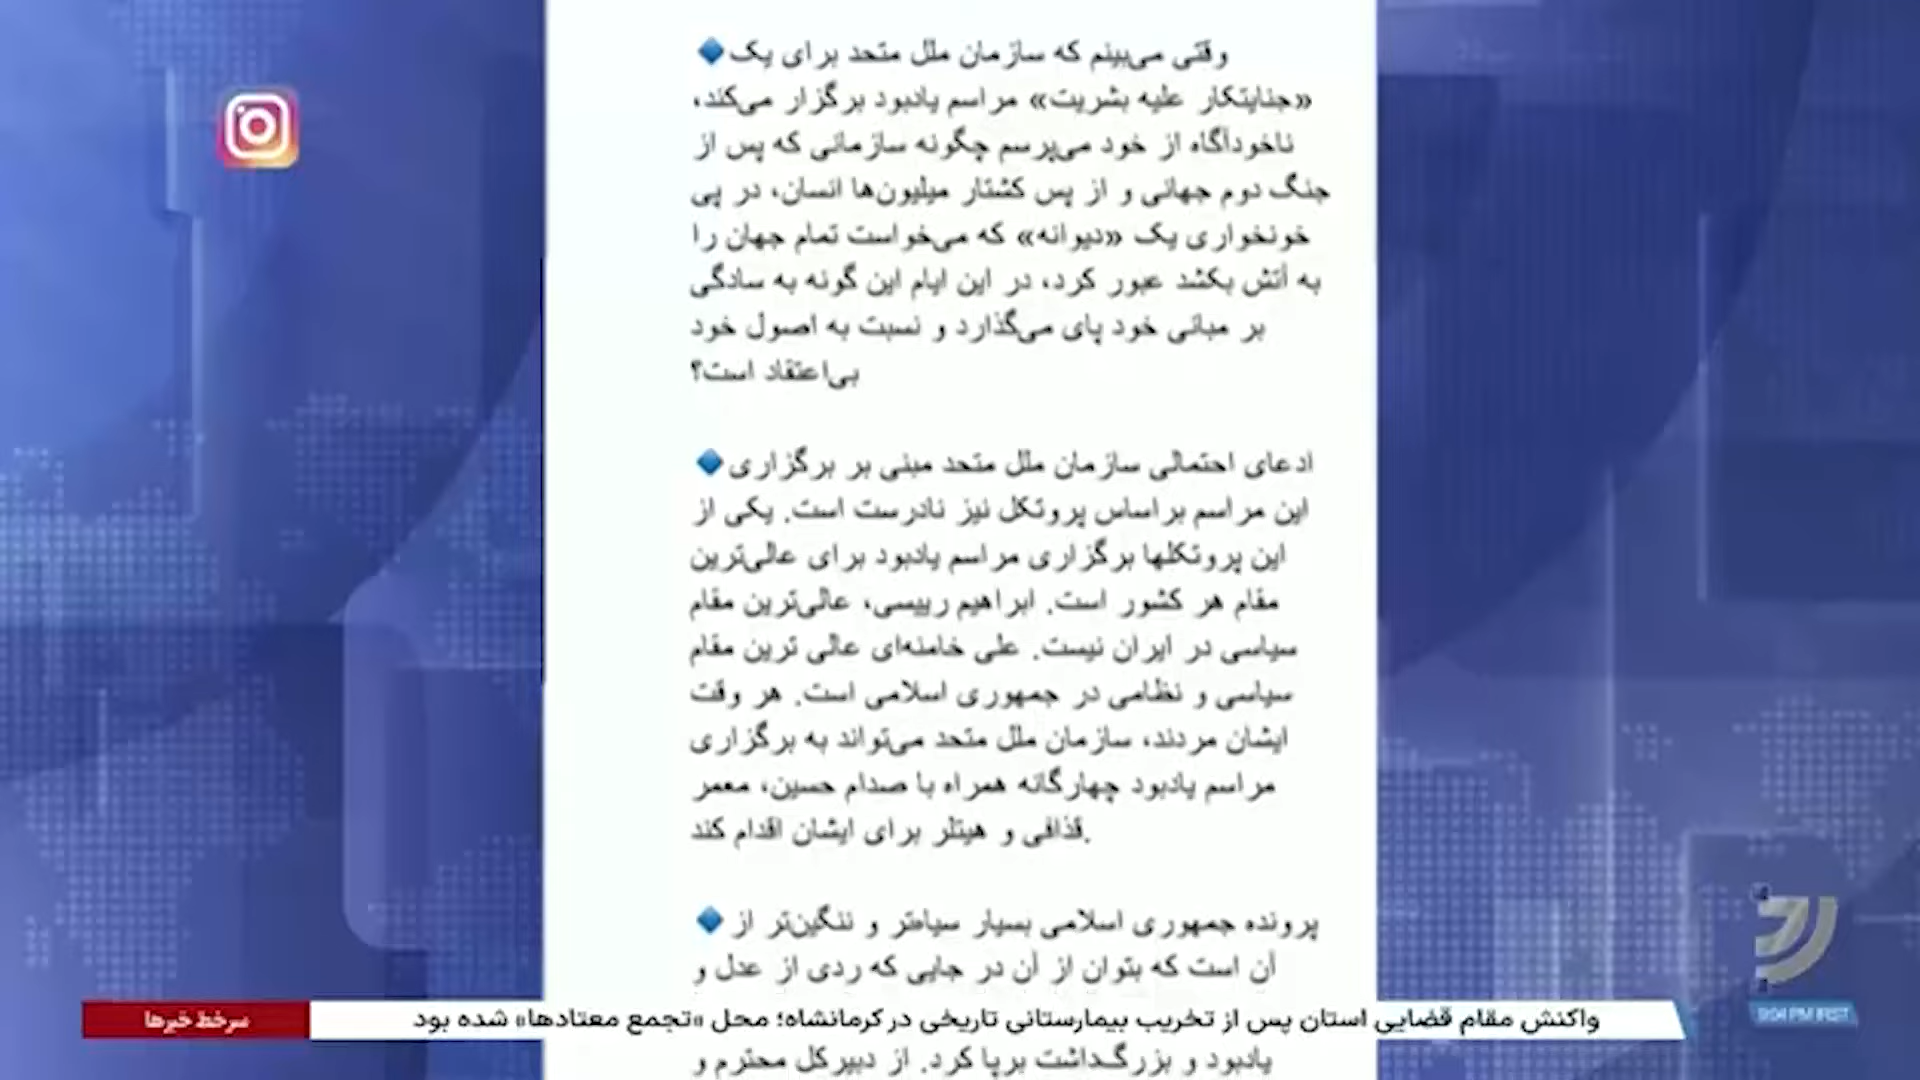 وقتی می‌بینم که سازمان ملل متحد برای یک
«جنایتکار علیه بشریت» مراسم یادبود برگزار می‌کند،
ناخودآگاه از خود می‌پرسم چگونه سازمانی که پس از
جنگ دوم جهانی و از پس کشتار میلیون‌ها انسان، در پی
خونخواری یک «دیوانه» که می‌خواست تمام جهان را
به آتش بکشد عبور کرد، در این ایام این گونه به سادگی
بر مبانی خود پای می‌گذارد و نسبت به اصول خود
بی‌اعتقاد است؟
ادعای احتمالی سازمان ملل متحد مبنی بر برگزاری
این مراسم براساس پروتکل نیز نادرست است. یکی از
این پروتکلها برگزاری مراسم یادبود برای عالی‌ترین
مقام هر کشور است. ابراهیم رییسی، عالی‌ترین مقام
سیاسی در ایران نیست. علی خامنه‌ای عالی ترین مقام
سیاسی و نظامی در جمهوری اسلامی است. هر وقت
ایشان مردند، سازمان ملل متحد می‌تواند به برگزاری
مراسم یادبود چهارگانه همراه با صدام حسین، معمر
قذافی و هیتلر برای ایشان اقدام کند.
پرونده جمهوری اسلامی بسیار سیاه‌تر و ننگین‌تر از
آن است که بتوان از آن در جایی که ردی از عدل و
سرخط خبرها
واکنش مقام قضایی استان پس از تخریب بیمارستانی تاریخی در کرمانشاه؛ محل «تجمع معتادها» شده بود
9:04 PM IRST
یادبود و بزرگداشت برپا کرد. از دبیرکل محترم و